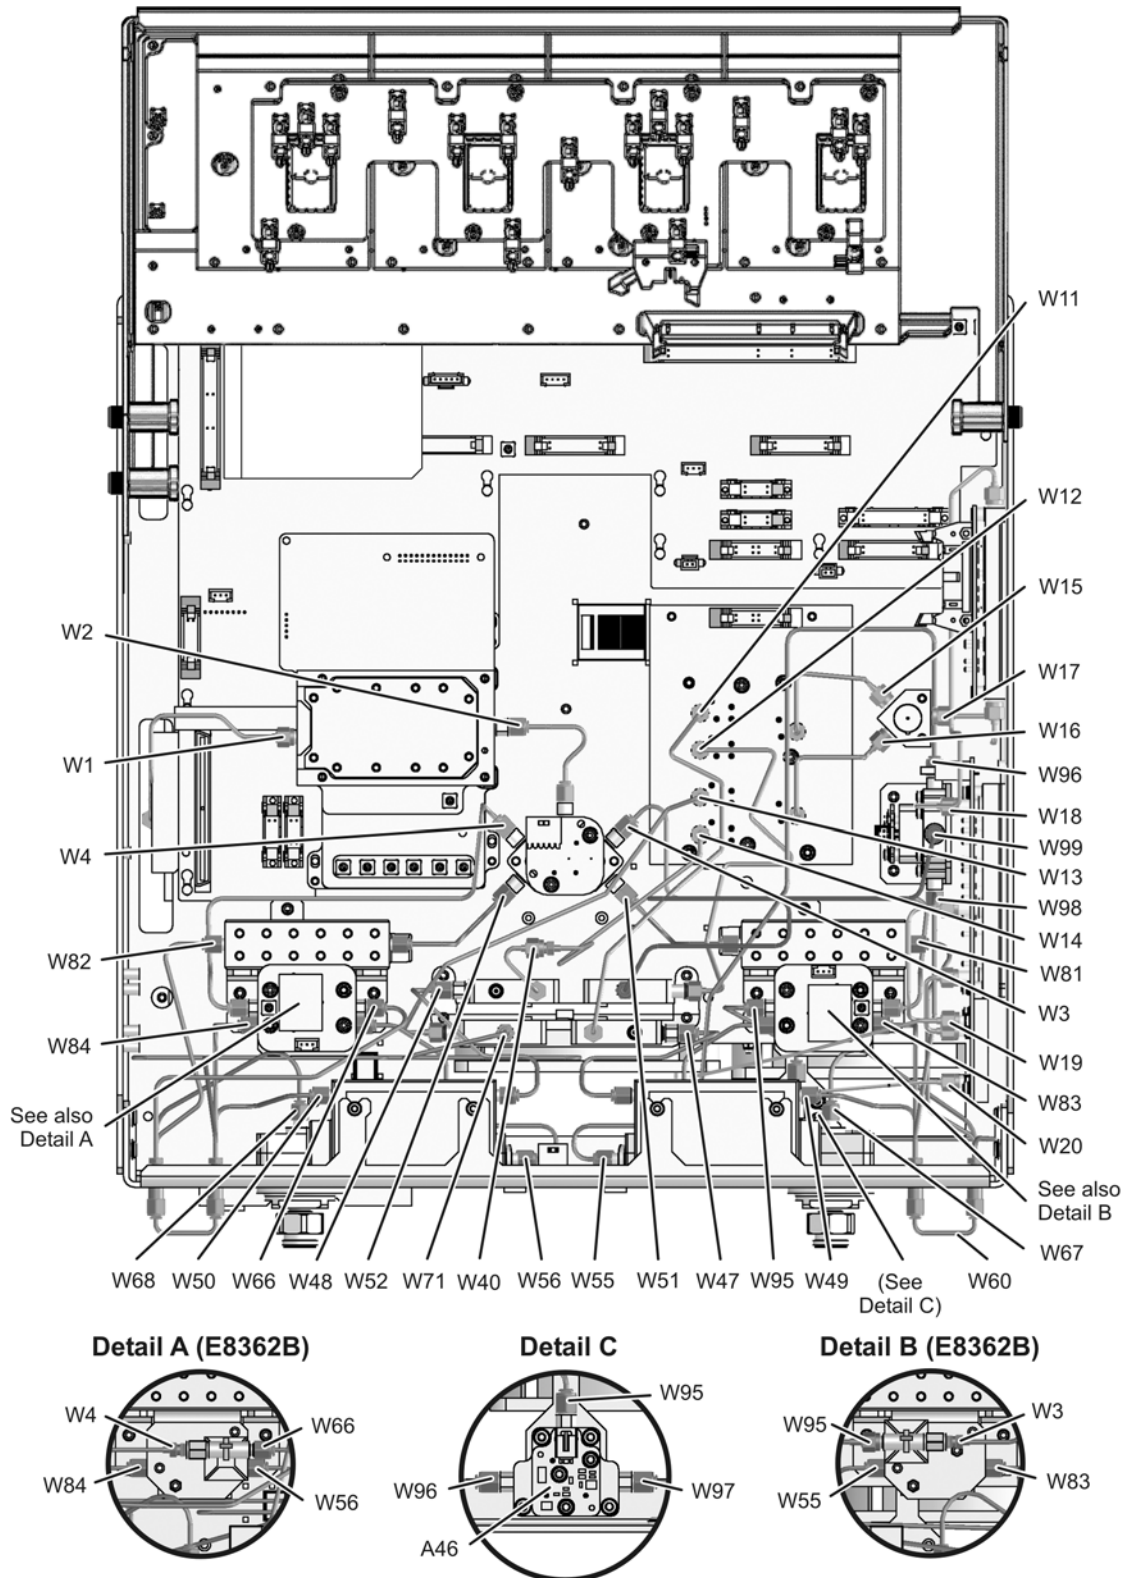 W11
W12
W15
W2
W17
W16
W1
W96
W18
W4
W99
W13
W98
W14
W82
W81
W3
W84
W19
W83
See also
Detail A
W20
See also
Detail B
W67
W68 W50 W66 W48 W52 W71 W40 W56 W55 W51 W47 W95 W49 (See
Detail C) W60
Detail A (E8362B)
Detail C
Detail B (E8362B)
W4
W66
W84
W56
W95
W96
W97
A46
W95
W3
W55
W83